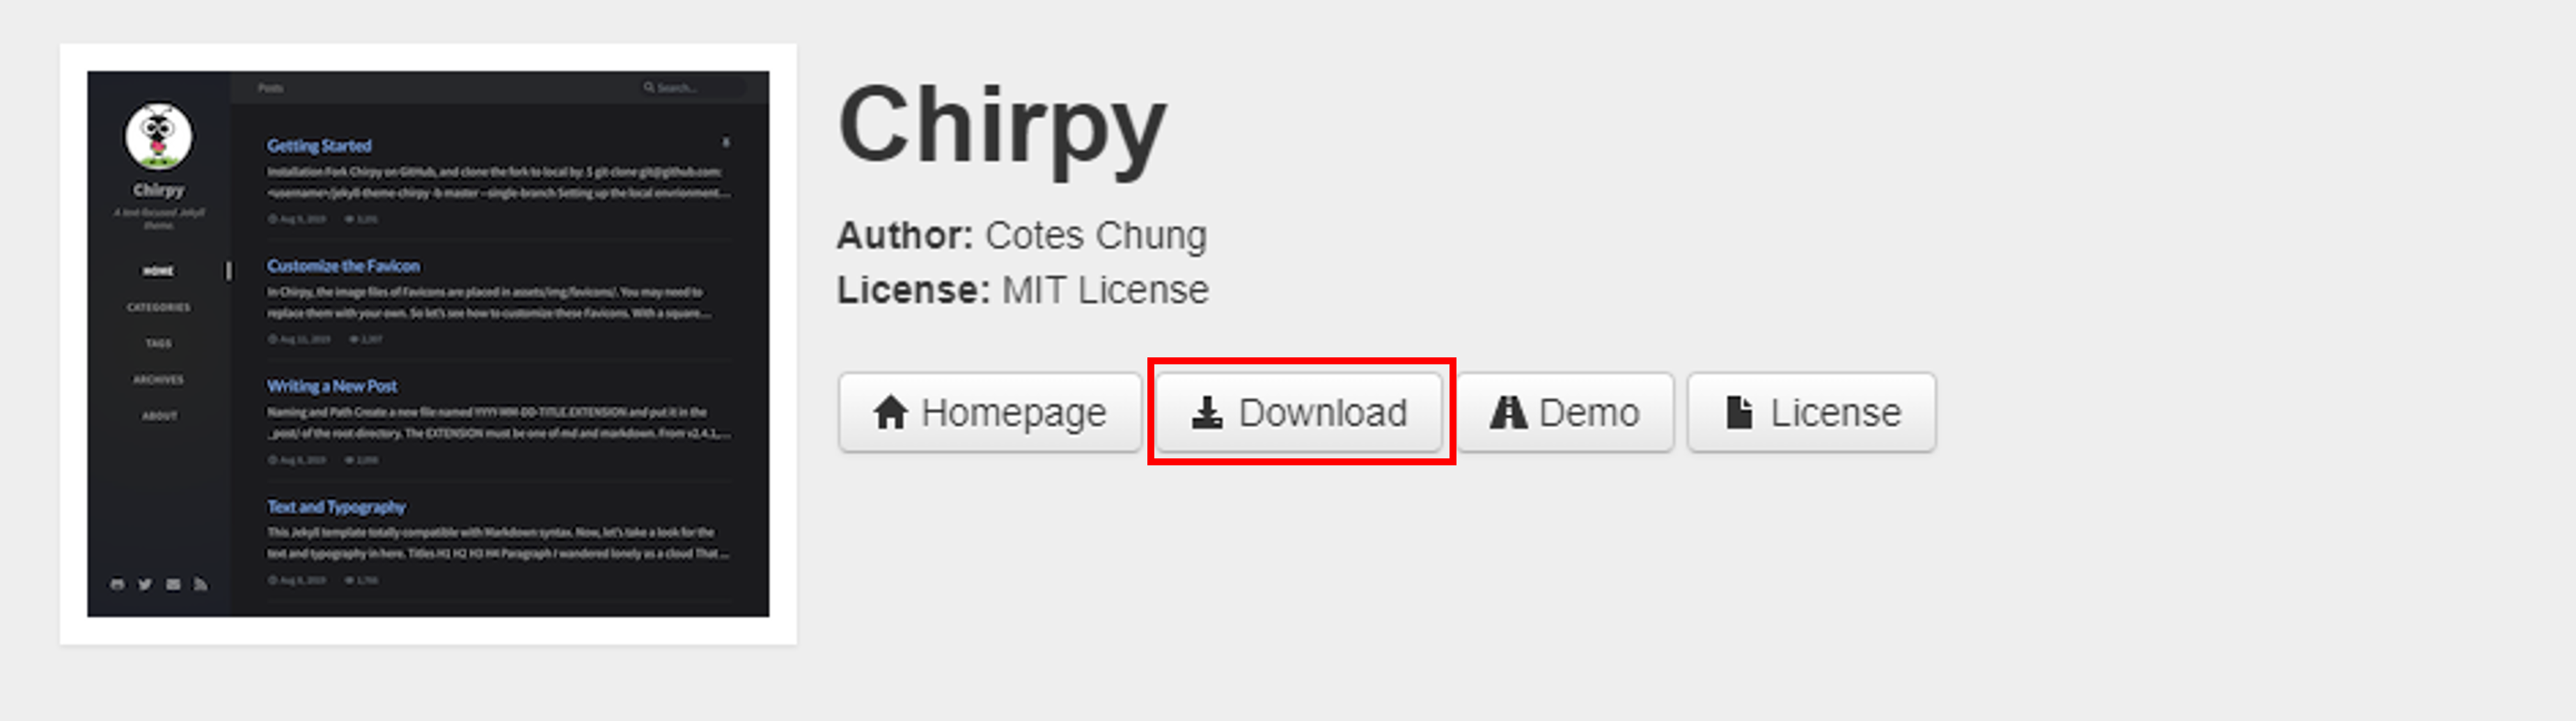 Posts
Search...
Chirpy
A text-focused Jekyll
theme.
HOME
CATEGORIES
TAGS
ARCHIVES
ABOUT
Getting Started
Installation Fork Chirpy on GitHub, and clone the fork to local by: $ git clone git@github.com:
<username>/jekyll-theme-chirpy -b master --single-branch Setting up the local envrionment...
Aug 9, 2019
Customize the Favicon
In Chirpy, the image files of Favicons are placed in assets/img/favicons/. You may need to
replace them with your own. So let's see how to customize these Favicons. With a square...
Aug 11, 2019
Writing a New Post
Naming and Path Create a new file named YYYY-MM-DD-TITLE.EXTENSION and put it in the
_post/ of the root directory. The EXTENSION must be one of md and markdown. From v2.4.1,...
Aug 8, 2019
Text and Typography
This Jekyll template totally compatible with Markdown syntax. Now, let's take a look for the
text and typography in here. Titles H1 H2 H3 H4 Paragraph I wandered lonely as a cloud That...
Aug 8, 2019
Chirpy
Author: Cotes Chung
License: MIT License
Homepage
Download
Demo
License